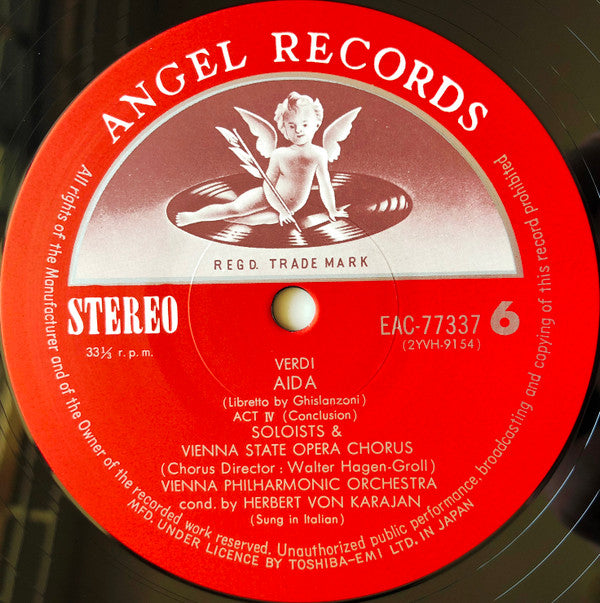 ANGEL RECORDS
REGD. TRADE MARK
STEREO
33⅓ r.p.m.
EAC-77337 6
(2YVH-9154)
VERDI
AIDA
(Libretto by Ghislanzoni)
ACT IV (Conclusion)
SOLOISTS &
VIENNA STATE OPERA CHORUS
(Chorus Director : Walter Hagen-Groll)
VIENNA PHILHARMONIC ORCHESTRA
cond. by HERBERT VON KARAJAN
(Sung in Italian)
All rights of the Manufacturer and of the Owner of the recorded work reserved. Unauthorized public performance, broadcasting and copying of this record prohibited
MFD. UNDER LICENCE BY TOSHIBA-EMI LTD. IN JAPAN